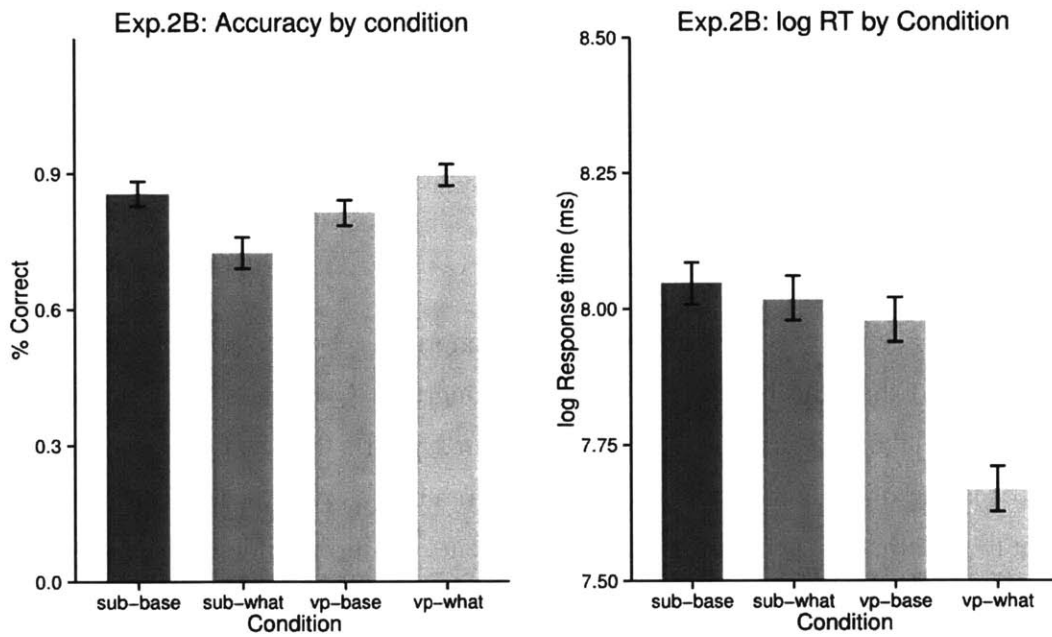 Exp.2B: Accuracy by condition
% Correct
0.9
0.6
0.3
0.0
sub-base sub-what vp-base vp-what
Condition
Exp.2B: log RT by Condition
log Response time (ms)
8.50
8.25
8.00
7.75
7.50
sub-base sub-what vp-base vp-what
Condition